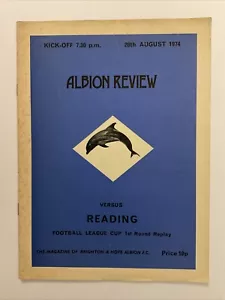 KICK-OFF 7.30 p.m. 28th AUGUST 1974
ALBION REVIEW
VERSUS
READING
FOOTBALL LEAGUE CUP 1st Round Replay
THE MAGAZINE OF BRIGHTON & HOVE ALBION F.C. Price 10p